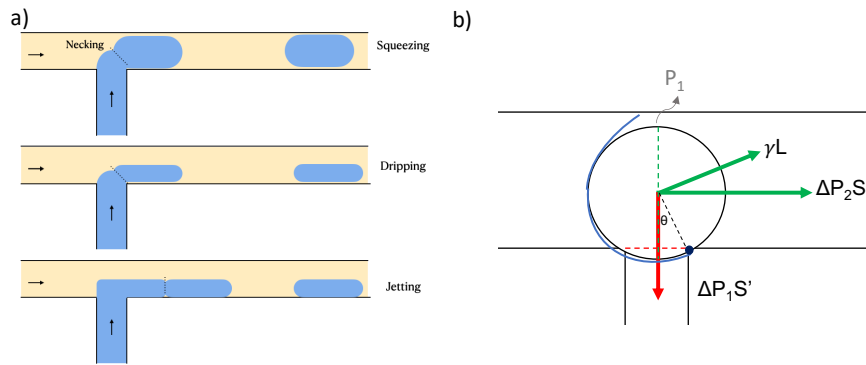 a)
Necking
Squeezing
Dripping
Jetting
b)
P₁
γL
ΔP₂S
θ
ΔP₁S’